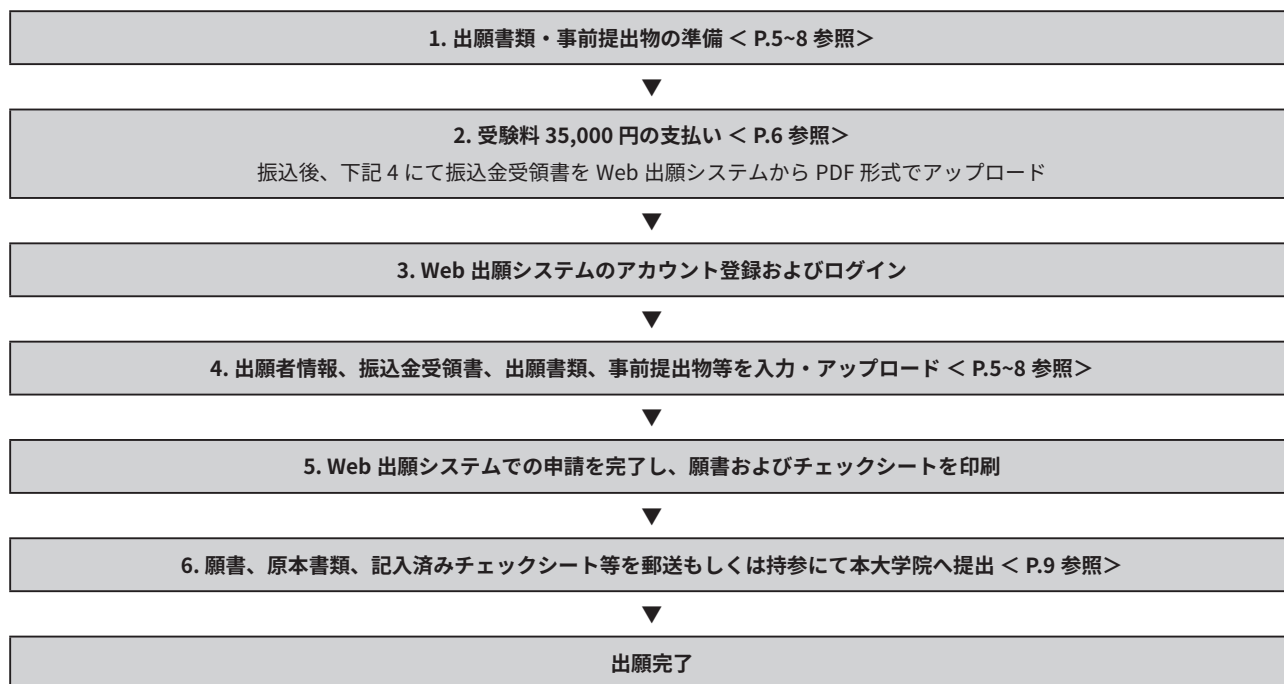 1. 出願書類・事前提出物の準備 ＜ P.5~8 参照＞
▼
2. 受験料 35,000 円の支払い ＜ P.6 参照＞
振込後、下記 4 にて振込金受領書を Web 出願システムから PDF 形式でアップロード
▼
3. Web 出願システムのアカウント登録およびログイン
▼
4. 出願者情報、振込金受領書、出願書類、事前提出物等を入力・アップロード ＜ P.5~8 参照＞
▼
5. Web 出願システムでの申請を完了し、願書およびチェックシートを印刷
▼
6. 願書、原本書類、記入済みチェックシート等を郵送もしくは持参にて本大学院へ提出 ＜ P.9 参照＞
▼
出願完了